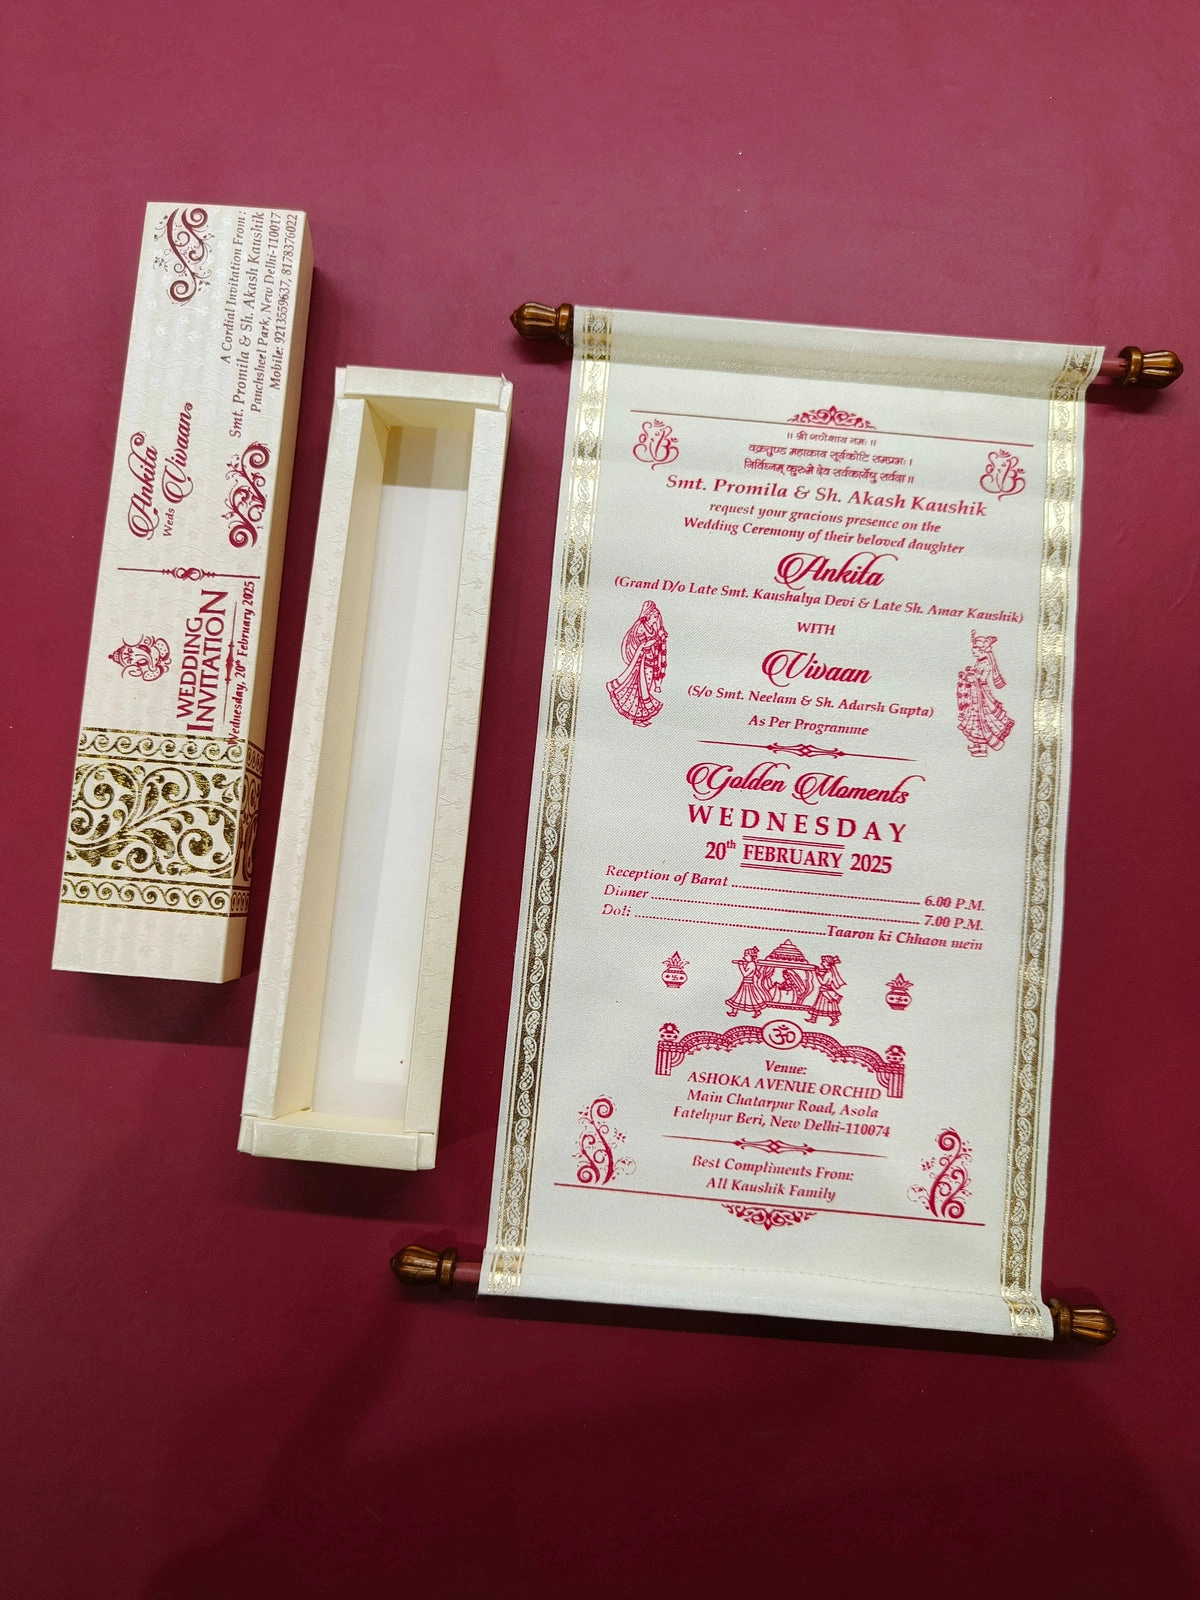 Ankita
Weds Vivaan
A Cordial Invitation From :
Smt. Promila & Sh. Akash Kaushik
Panchsheel Park, New Delhi-110017
Mobile: 9213559637, 8178376022
WEDDING
INVITATION
Wednesday, 20th February 2025
॥ श्री गणेशाय नमः ॥
वक्रतुण्ड महाकाय सूर्यकोटि समप्रभः ।
निर्विघ्नम् कुरुमे देव सर्वकार्येषु सर्वदा ॥
Smt. Promila & Sh. Akash Kaushik
request your gracious presence on the
Wedding Ceremony of their beloved daughter
Ankita
(Grand D/o Late Smt. Kaushalya Devi & Late Sh. Amar Kaushik)
WITH
Vivaan
(S/o Smt. Neelam & Sh. Adarsh Gupta)
As Per Programme
Golden Moments
WEDNESDAY
20th FEBRUARY 2025
Reception of Barat ........ 6.00 P.M.
Dinner ........ 7.00 P.M.
Doli ........ Taaron ki Chhaon mein
ॐ
Venue:
ASHOKA AVENUE ORCHID
Main Chatarpur Road, Asola
Fatehpur Beri, New Delhi-110074
Best Compliments From:
All Kaushik Family